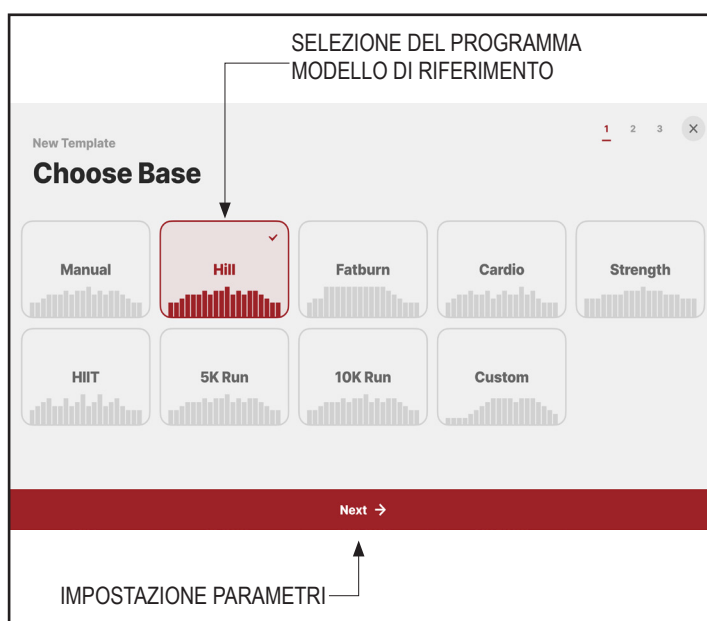 SELEZIONE DEL PROGRAMMA
MODELLO DI RIFERIMENTO
New Template
1 2 3
Choose Base
Manual
Hill
Fatburn
Cardio
Strength
HIIT
5K Run
10K Run
Custom
Next →
IMPOSTAZIONE PARAMETRI